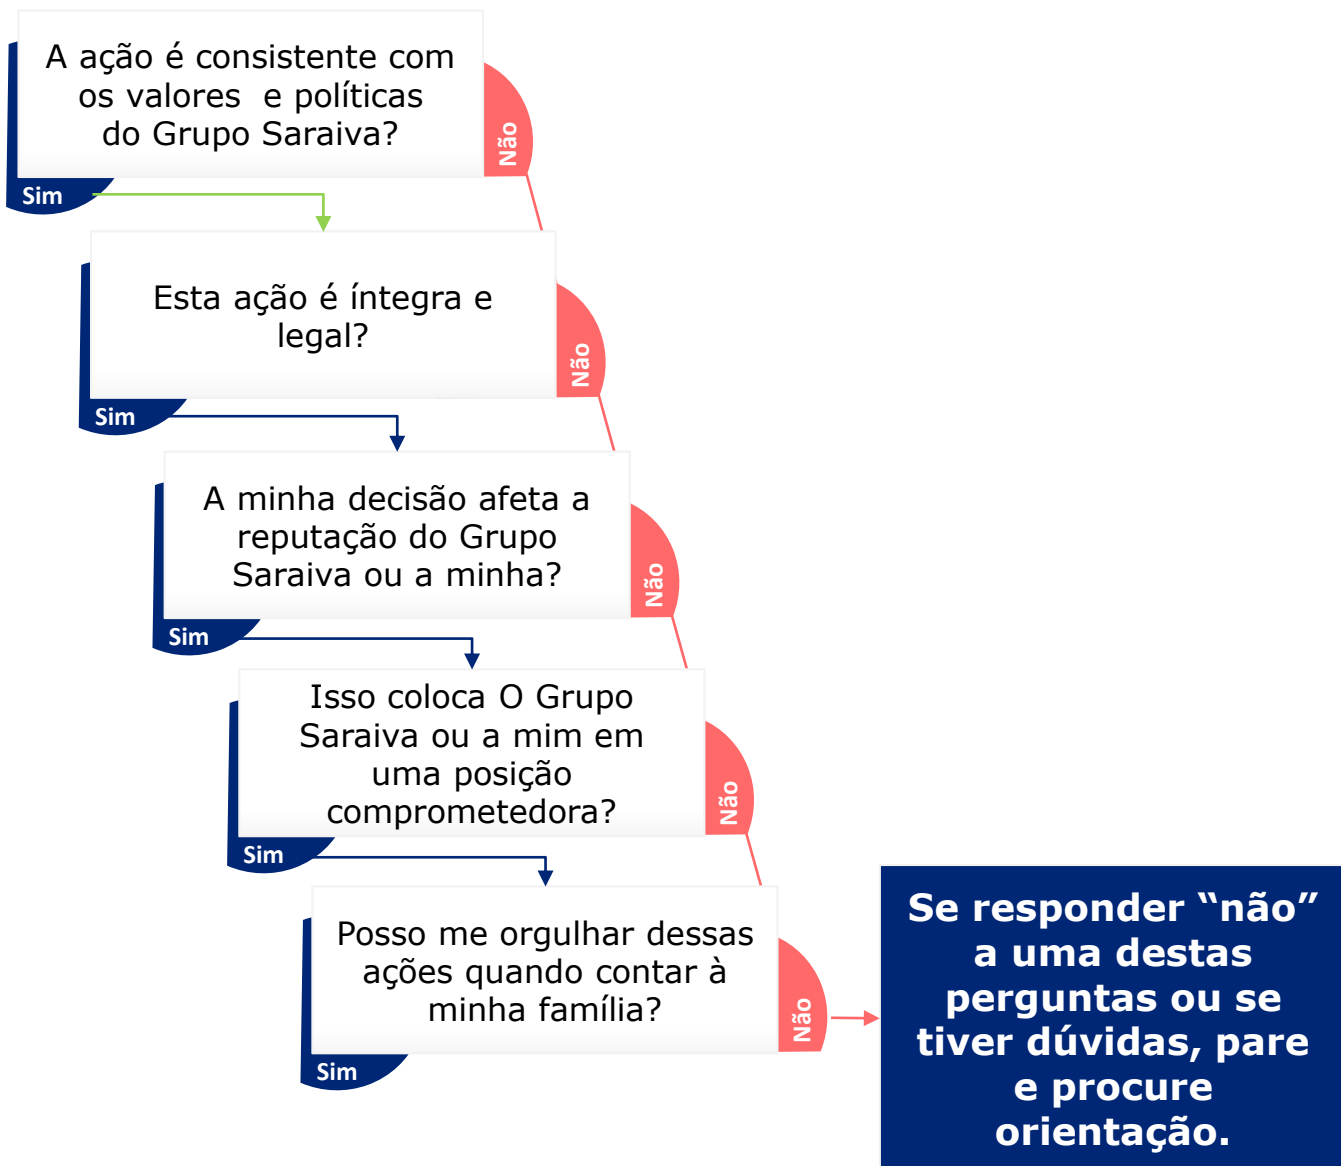 A ação é consistente com
os valores e políticas
do Grupo Saraiva?
Não
Sim
Esta ação é íntegra e
legal?
Não
Sim
A minha decisão afeta a
reputação do Grupo
Saraiva ou a minha?
Não
Sim
Isso coloca O Grupo
Saraiva ou a mim em
uma posição
comprometedora?
Não
Sim
Posso me orgulhar dessas
ações quando contar à
minha família?
Não
Sim
Se responder “não”
a uma destas
perguntas ou se
tiver dúvidas, pare
e procure
orientação.